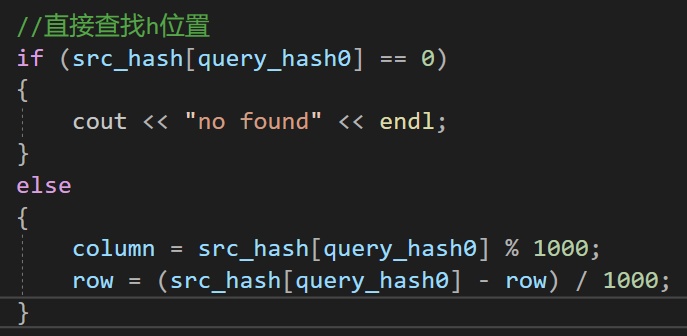 //直接查找h位置
if (src_hash[query_hash0] == 0)
{
cout << "no found" << endl;
}
else
{
column = src_hash[query_hash0] % 1000;
row = (src_hash[query_hash0] - row) / 1000;
}